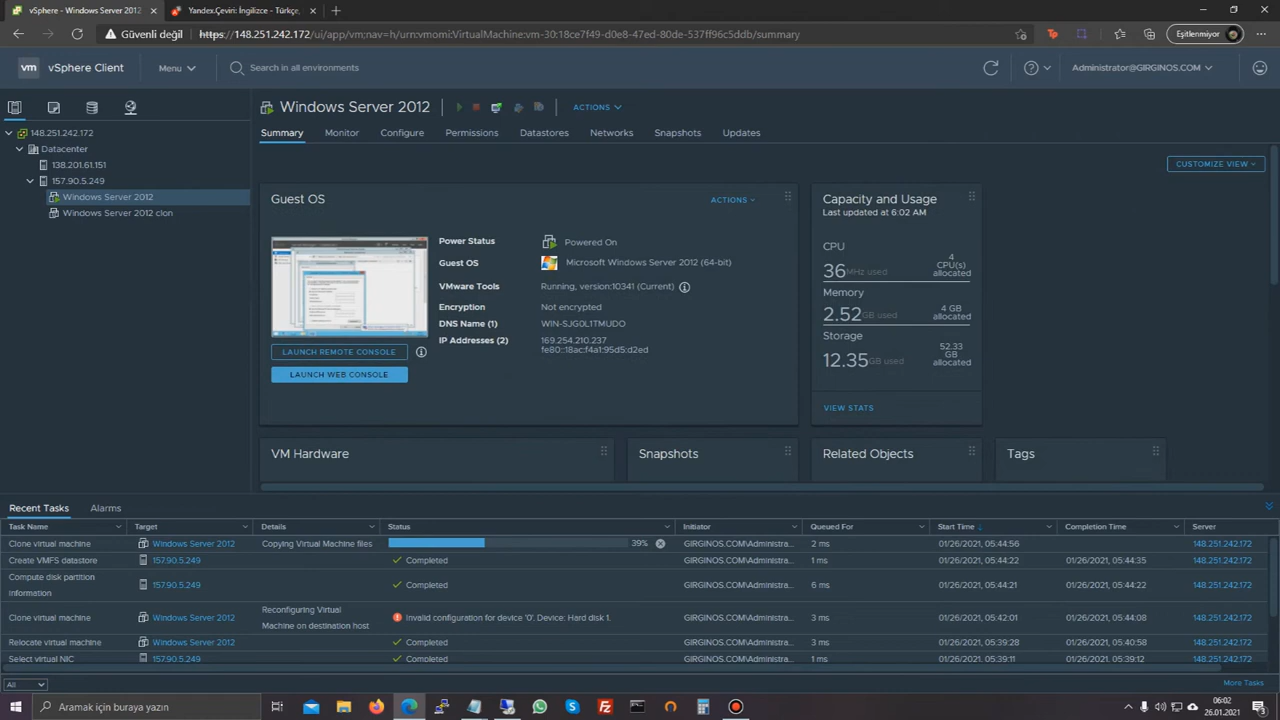 vSphere - Windows Server 2012
Yandex.Çeviri: İngilizce - Türkçe,
Güvenli değil
https://148.251.242.172/ui/app/vm;nav=h/urn:vmomi:VirtualMachine:vm-30:18ce7f49-d0e8-47ed-80de-537ff96c5ddb/summary
Eşitlenmiyor
vm vSphere Client
Menu
Search in all environments
Administrator@GIRGINOS.COM
148.251.242.172
Datacenter
138.201.61.151
157.90.5.249
Windows Server 2012
Windows Server 2012 clon
Windows Server 2012
ACTIONS
Summary Monitor Configure Permissions Datastores Networks Snapshots Updates
CUSTOMIZE VIEW
Guest OS
ACTIONS
Power Status Powered On
Guest OS Microsoft Windows Server 2012 (64-bit)
VMware Tools Running, version:10341 (Current)
Encryption Not encrypted
DNS Name (1) WIN-SJG0L1TMUDO
IP Addresses (2) 169.254.210.237
fe80::18ac:f4a1:95d5:d2ed
LAUNCH REMOTE CONSOLE
LAUNCH WEB CONSOLE
Capacity and Usage
Last updated at 6:02 AM
CPU
36 MHz used 4 CPU(s) allocated
Memory
2.52 GB used 4 GB allocated
Storage
12.35 GB used 52.33 GB allocated
VIEW STATS
VM Hardware
Snapshots
Related Objects
Tags
Recent Tasks Alarms
Task Name Target Details Status Initiator Queued For Start Time Completion Time Server
Clone virtual machine Windows Server 2012 Copying Virtual Machine files 39% GIRGINOS.COM\Administra... 2 ms 01/26/2021, 05:44:56 148.251.242.172
Create VMFS datastore 157.90.5.249 Completed GIRGINOS.COM\Administra... 1 ms 01/26/2021, 05:44:22 01/26/2021, 05:44:35 148.251.242.172
Compute disk partition information 157.90.5.249 Completed GIRGINOS.COM\Administra... 6 ms 01/26/2021, 05:44:21 01/26/2021, 05:44:22 148.251.242.172
Clone virtual machine Windows Server 2012 Reconfiguring Virtual Machine on destination host Invalid configuration for device '0'. Device: Hard disk 1. GIRGINOS.COM\Administra... 3 ms 01/26/2021, 05:42:01 01/26/2021, 05:44:08 148.251.242.172
Relocate virtual machine Windows Server 2012 Completed GIRGINOS.COM\Administra... 3 ms 01/26/2021, 05:39:28 01/26/2021, 05:40:58 148.251.242.172
Select virtual NIC 157.90.5.249 Completed GIRGINOS.COM\Administra... 1 ms 01/26/2021, 05:39:11 01/26/2021, 05:39:12 148.251.242.172
All
More Tasks
Aramak için buraya yazın
06:02
26.01.2021
3